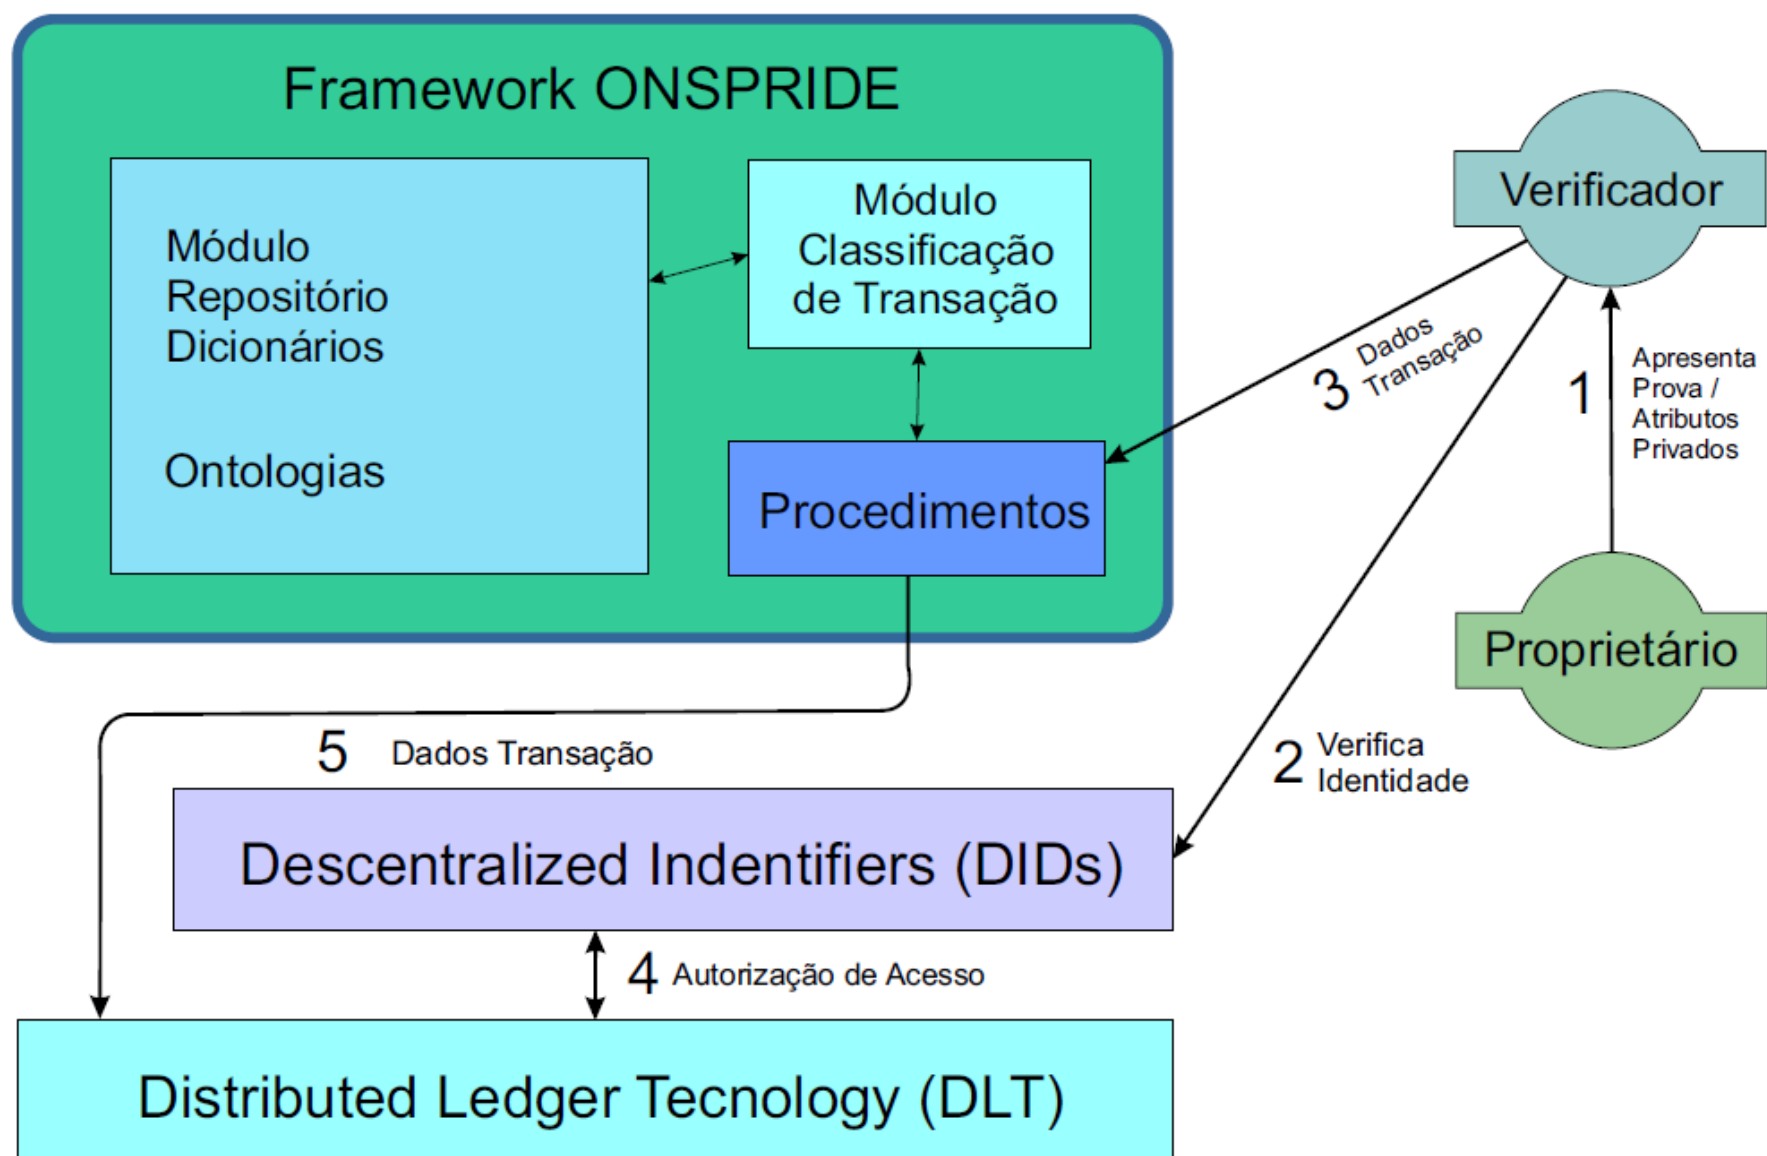 Framework ONSPRIDE
Módulo
Repositório
Dicionários
Ontologias
Módulo
Classificação
de Transação
Procedimentos
Verificador
3
Dados
Transação
1
Apresenta
Prova /
Atributos
Privados
Proprietário
2
Verifica
Identidade
5 Dados Transação
Descentralized Indentifiers (DIDs)
4 Autorização de Acesso
Distributed Ledger Tecnology (DLT)